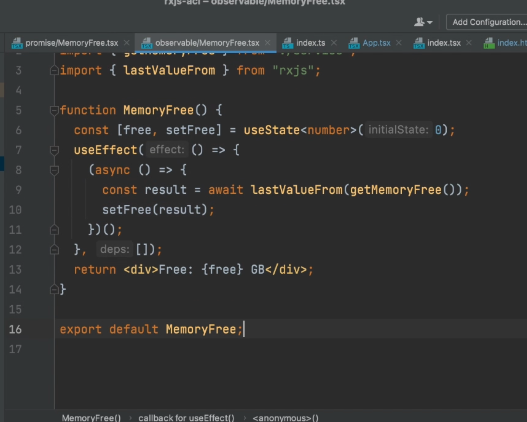 rxjs-acl – observable/MemoryFree.tsx
Add Configuration...
promise/MemoryFree.tsx observable/MemoryFree.tsx index.ts App.tsx index.tsx index.ht
3 import { lastValueFrom } from "rxjs";
4
5 function MemoryFree() {
6 const [free, setFree] = useState<number>( initialState: 0);
7 useEffect( effect: () => {
8 (async () => {
9 const result = await lastValueFrom(getMemoryFree());
10 setFree(result);
11 })();
12 }, deps: []);
13 return <div>Free: {free} GB</div>;
14 }
15
16 export default MemoryFree;
17
MemoryFree() › callback for useEffect() › <anonymous>()